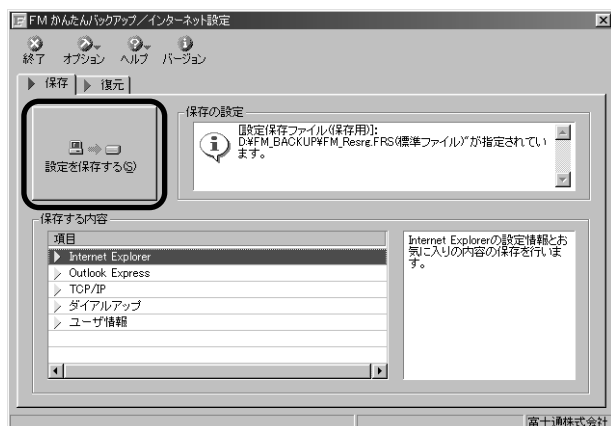 FM かんたんバックアップ／インターネット設定
終了 オプション ヘルプ バージョン
保存 復元
設定を保存する(S)
保存の設定
[設定保存ファイル(保存用)]:
D:¥FM_BACKUP¥FM_Resrg.FRS(標準ファイル)"が指定されてい
ます。
保存する内容
項目
Internet Explorer
Outlook Express
TCP/IP
ダイアルアップ
ユーザ情報
Internet Explorerの設定情報とお
気に入りの内容の保存を行いま
す。
富士通株式会社